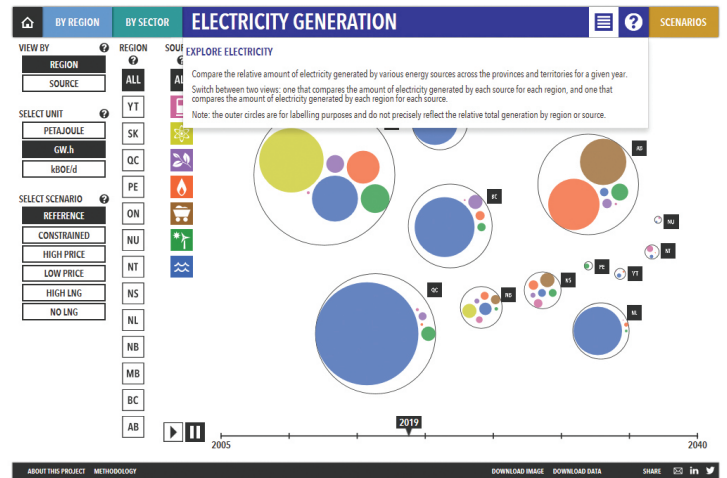 BY REGION
BY SECTOR
ELECTRICITY GENERATION
?
SCENARIOS
VIEW BY ?
REGION
SOURCE
SELECT UNIT ?
PETAJOULE
GW.h
kBOE/d
SELECT SCENARIO ?
REFERENCE
CONSTRAINED
HIGH PRICE
LOW PRICE
HIGH LNG
NO LNG
REGION
?
ALL
YT
SK
QC
PE
ON
NU
NT
NS
NL
NB
MB
BC
AB
EXPLORE ELECTRICITY
Compare the relative amount of electricity generated by various energy sources across the provinces and territories for a given year.
Switch between two views: one that compares the amount of electricity generated by each source for each region, and one that
compares the amount of electricity generated by each region for each source.
Note: the outer circles are for labelling purposes and do not precisely reflect the relative total generation by region or source.
AB
BC
NU
NT
PE
YT
NS
QC
NB
NL
2019
2005
2040
ABOUT THIS PROJECT METHODOLOGY
DOWNLOAD IMAGE DOWNLOAD DATA SHARE in